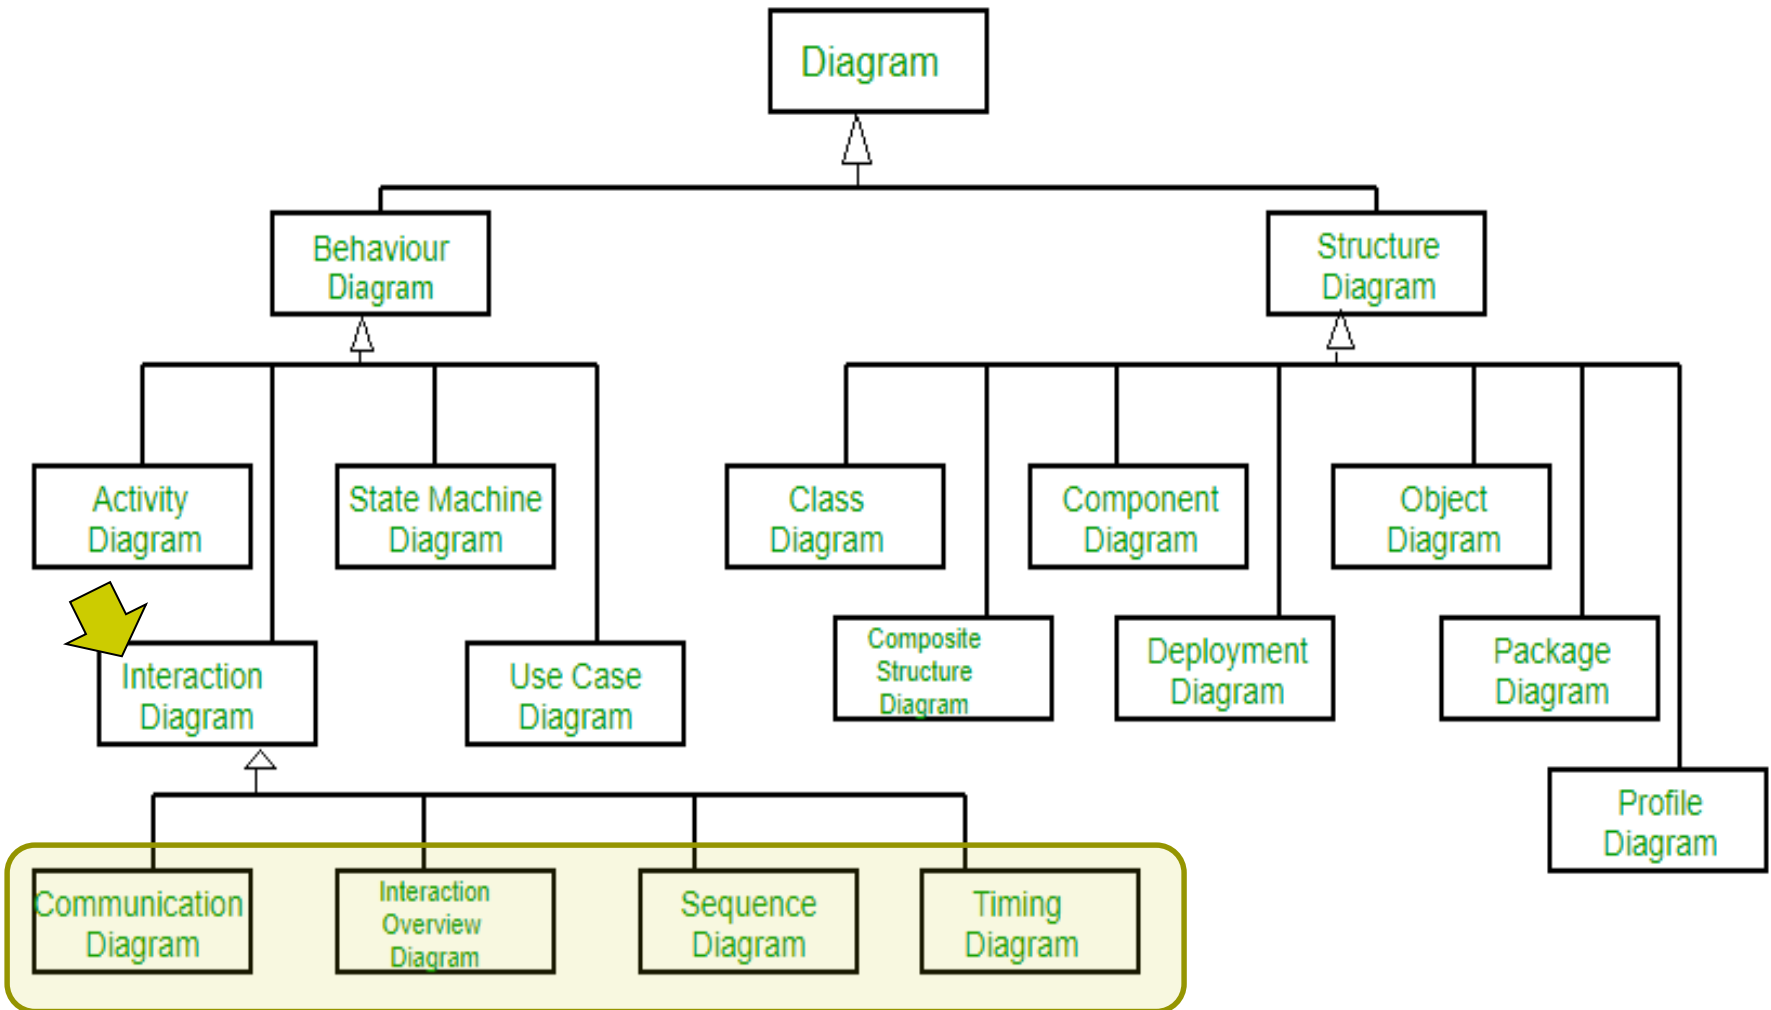 Diagram
Behaviour
Diagram
Structure
Diagram
Activity
Diagram
State Machine
Diagram
Class
Diagram
Component
Diagram
Object
Diagram
Interaction
Diagram
Use Case
Diagram
Composite
Structure
Diagram
Deployment
Diagram
Package
Diagram
Profile
Diagram
Communication
Diagram
Interaction
Overview
Diagram
Sequence
Diagram
Timing
Diagram